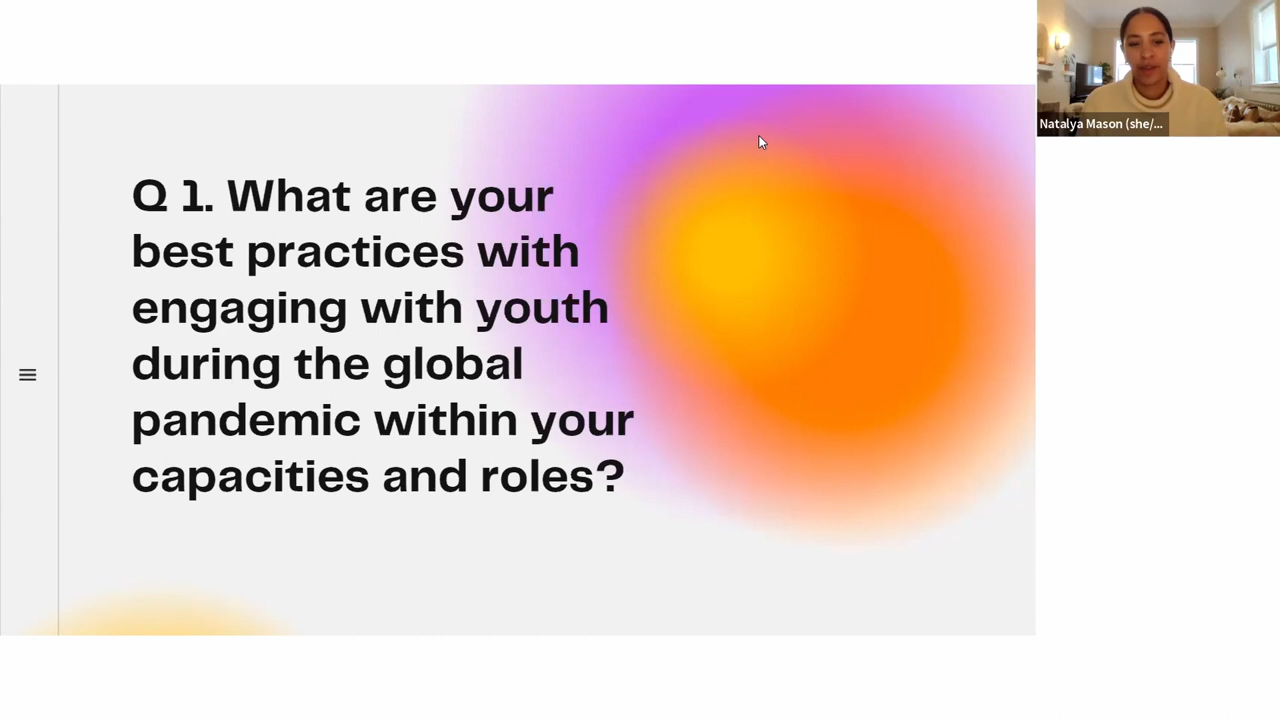 Q 1. What are your
best practices with
engaging with youth
during the global
pandemic within your
capacities and roles?
Natalya Mason (she/...